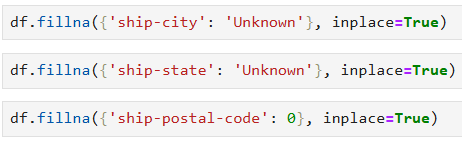 df.fillna({'ship-city': 'Unknown'}, inplace=True)
df.fillna({'ship-state': 'Unknown'}, inplace=True)
df.fillna({'ship-postal-code': 0}, inplace=True)